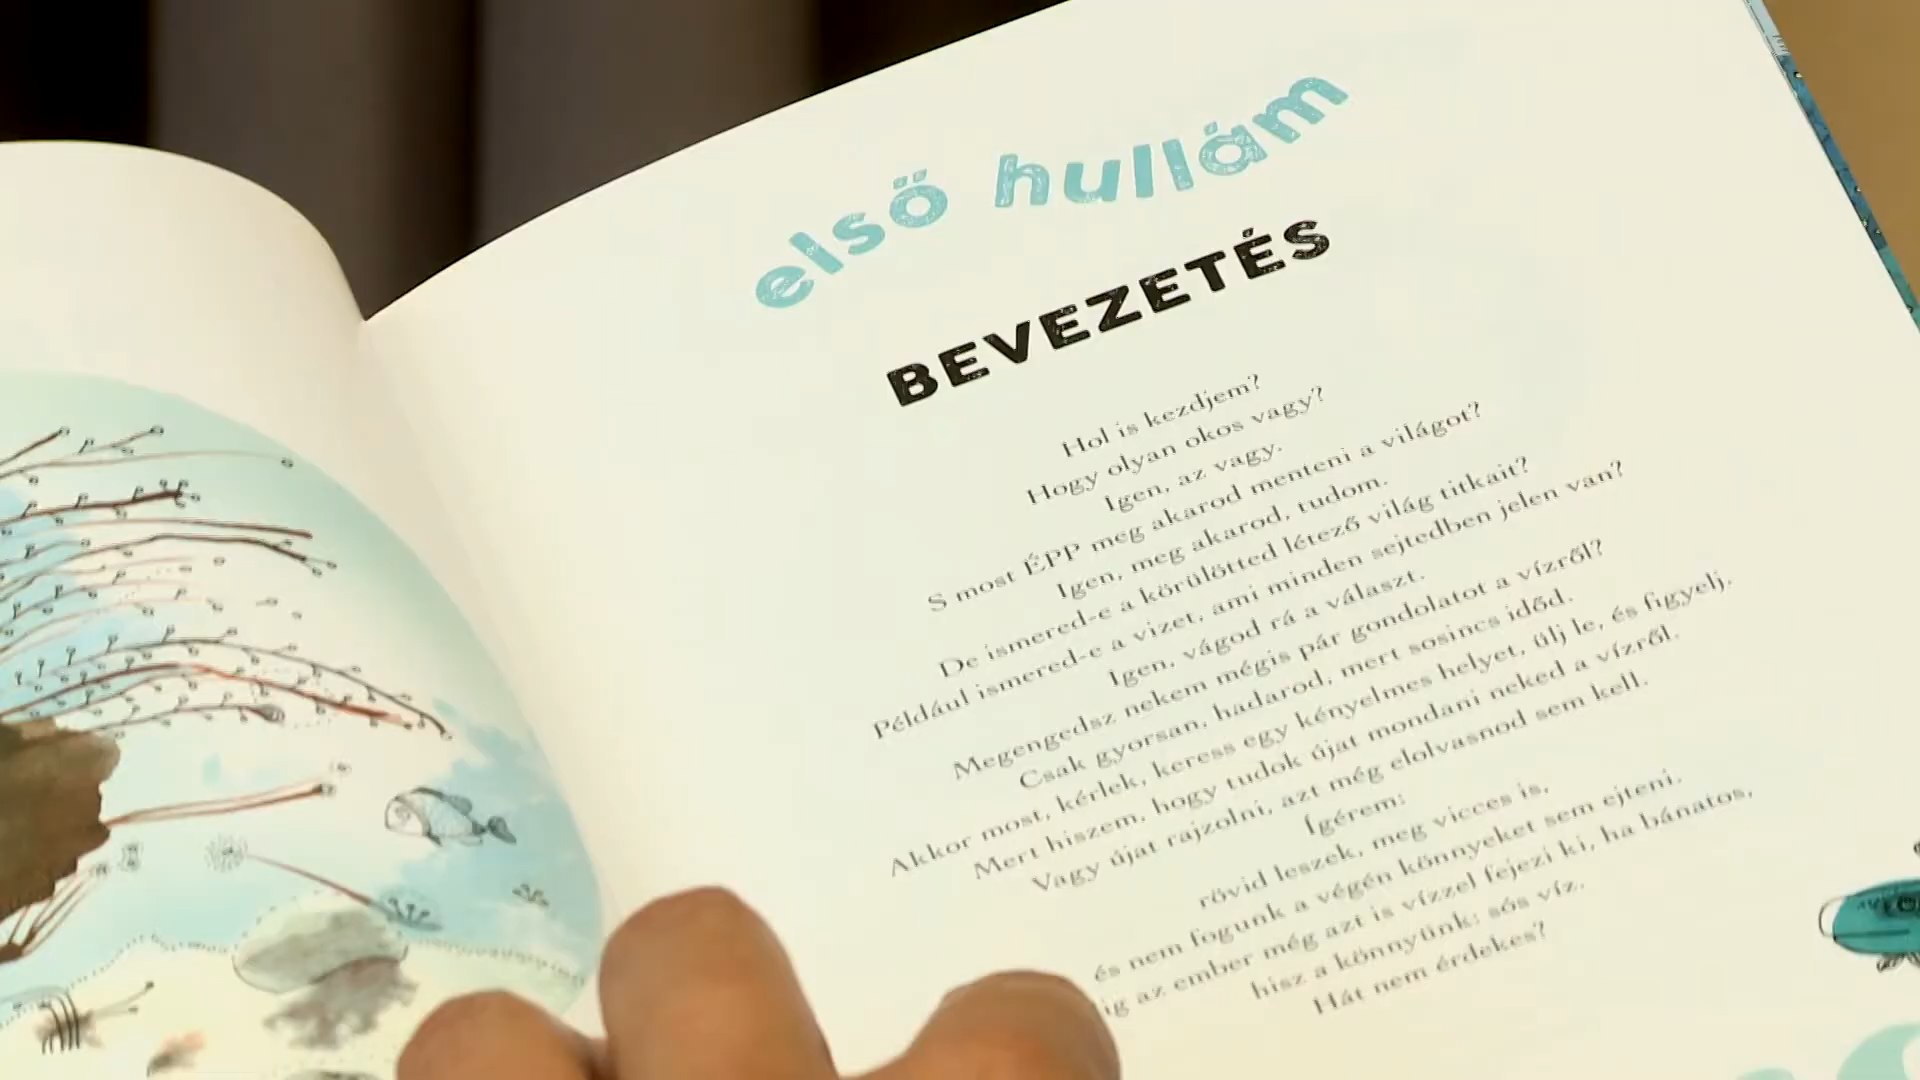 első hullám
BEVEZETÉS
Hol is kezdjem?
Hogy olyan okos vagy?
Igen, az vagy.
S most ÉPP meg akarod menteni a világot?
Igen, meg akarod, tudom.
De ismered-e a körülötted létező világ titkait?
Például ismered-e a vizet, ami minden sejtedben jelen van?
Igen, vágod rá a választ.
Megengedsz nekem mégis pár gondolatot a vízről?
Csak gyorsan, hadarod, mert sosincs időd.
Akkor most, kérlek, keress egy kényelmes helyet, ülj le, és figyelj.
Mert hiszem, hogy tudok újat mondani neked a vízről.
Vagy újat rajzolni, azt még elolvasnod sem kell.
Ígérem:
rövid leszek, meg vicces is,
és nem fogunk a végén könnyeket sem ejteni.
ig az ember még azt is vízzel fejezi ki, ha bánatos,
hisz a könnyünk: sós víz.
Hát nem érdekes?